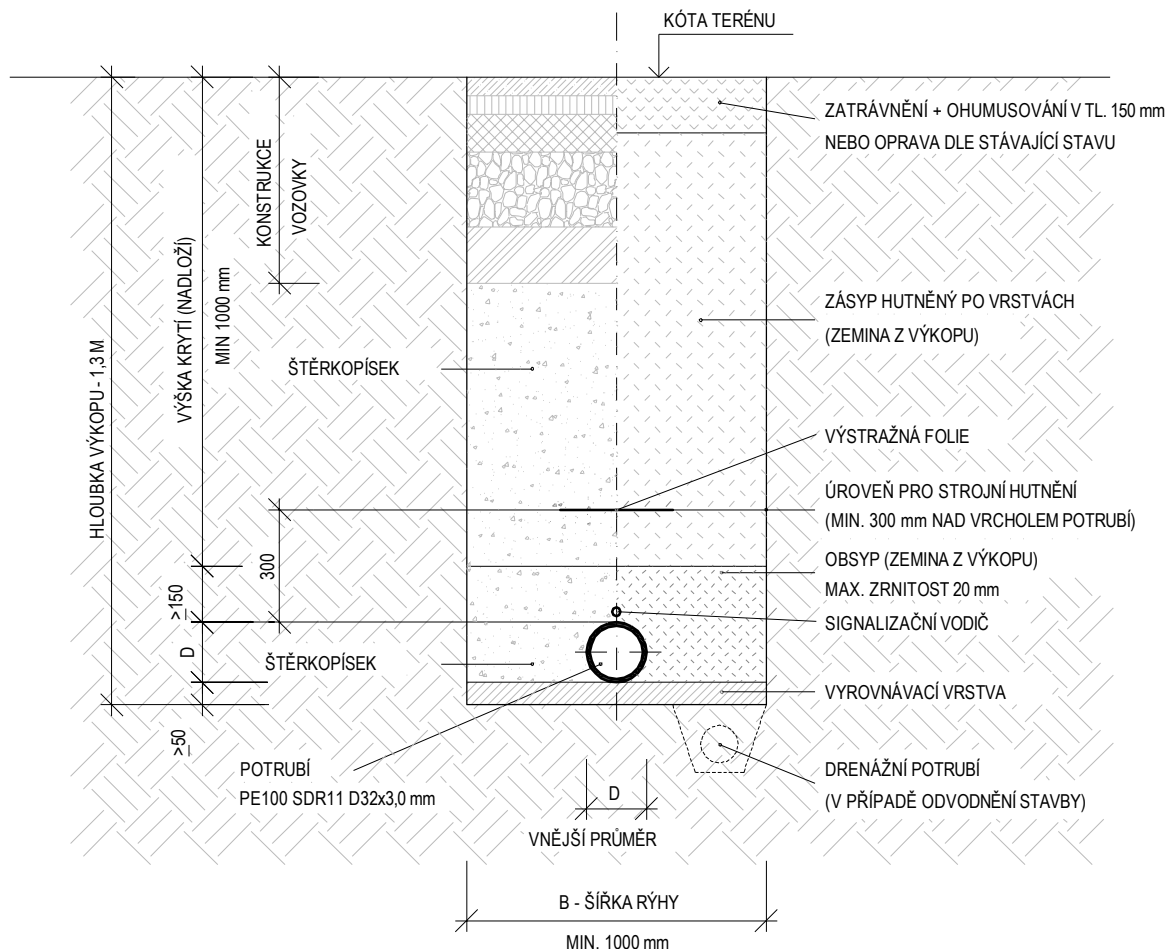 KÓTA TERÉNU
ZATRÁVNĚNÍ + OHUMUSOVÁNÍ V TL. 150 mm
NEBO OPRAVA DLE STÁVAJÍCÍ STAVU
KONSTRUKCE
VOZOVKY
VÝŠKA KRYTÍ (NADLOŽÍ)
MIN 1000 mm
HLOUBKA VÝKOPU - 1,3 M
ZÁSYP HUTNĚNÝ PO VRSTVÁCH
(ZEMINA Z VÝKOPU)
ŠTĚRKOPÍSEK
VÝSTRAŽNÁ FOLIE
ÚROVEŇ PRO STROJNÍ HUTNĚNÍ
(MIN. 300 mm NAD VRCHOLEM POTRUBÍ)
300
OBSYP (ZEMINA Z VÝKOPU)
MAX. ZRNITOST 20 mm
≥150
SIGNALIZAČNÍ VODIČ
D
ŠTĚRKOPÍSEK
VYROVNÁVACÍ VRSTVA
≥50
POTRUBÍ
PE100 SDR11 D32x3,0 mm
DRENÁŽNÍ POTRUBÍ
(V PŘÍPADĚ ODVODNĚNÍ STAVBY)
D
VNĚJŠÍ PRŮMĚR
B - ŠÍŘKA RÝHY
MIN. 1000 mm